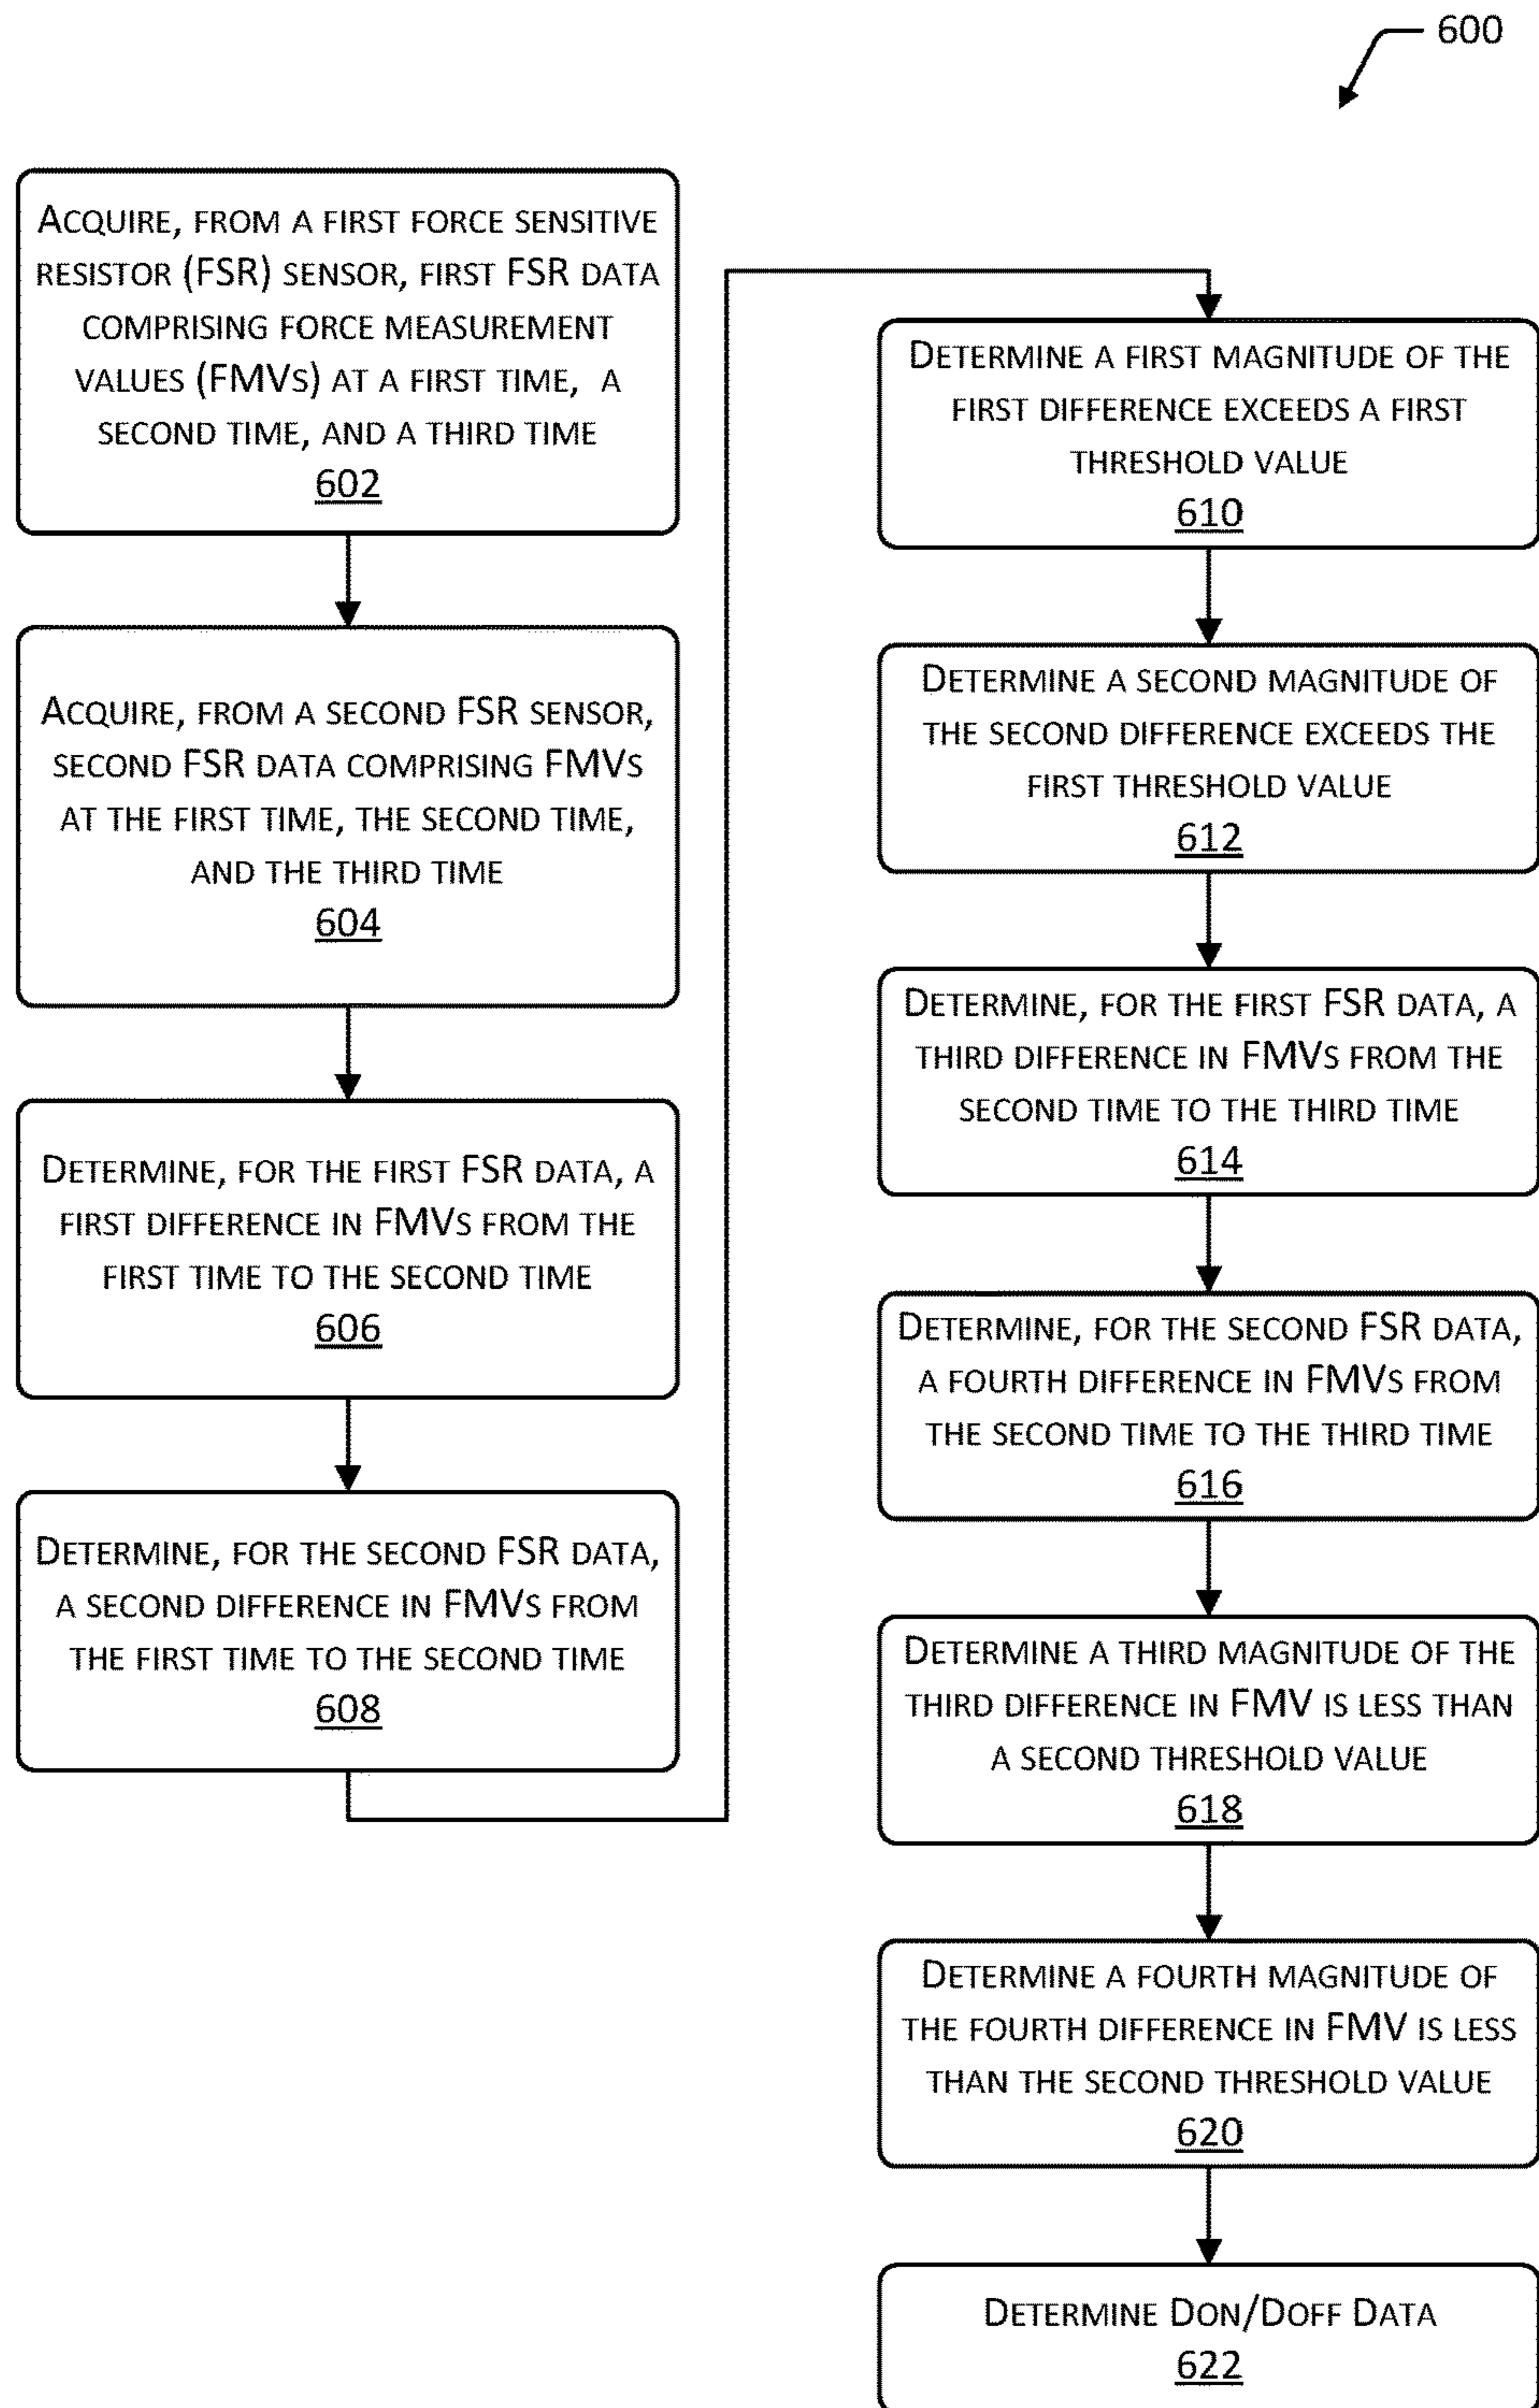 600
Acquire, from a first force sensitive
resistor (FSR) sensor, first FSR data
comprising force measurement
values (FMVs) at a first time, a
second time, and a third time
602
Acquire, from a second FSR sensor,
second FSR data comprising FMVs
at the first time, the second time,
and the third time
604
Determine, for the first FSR data, a
first difference in FMVs from the
first time to the second time
606
Determine, for the second FSR data,
a second difference in FMVs from
the first time to the second time
608
Determine a first magnitude of the
first difference exceeds a first
threshold value
610
Determine a second magnitude of
the second difference exceeds the
first threshold value
612
Determine, for the first FSR data, a
third difference in FMVs from the
second time to the third time
614
Determine, for the second FSR data,
a fourth difference in FMVs from
the second time to the third time
616
Determine a third magnitude of the
third difference in FMV is less than
a second threshold value
618
Determine a fourth magnitude of
the fourth difference in FMV is less
than the second threshold value
620
Determine Don/Doff Data
622